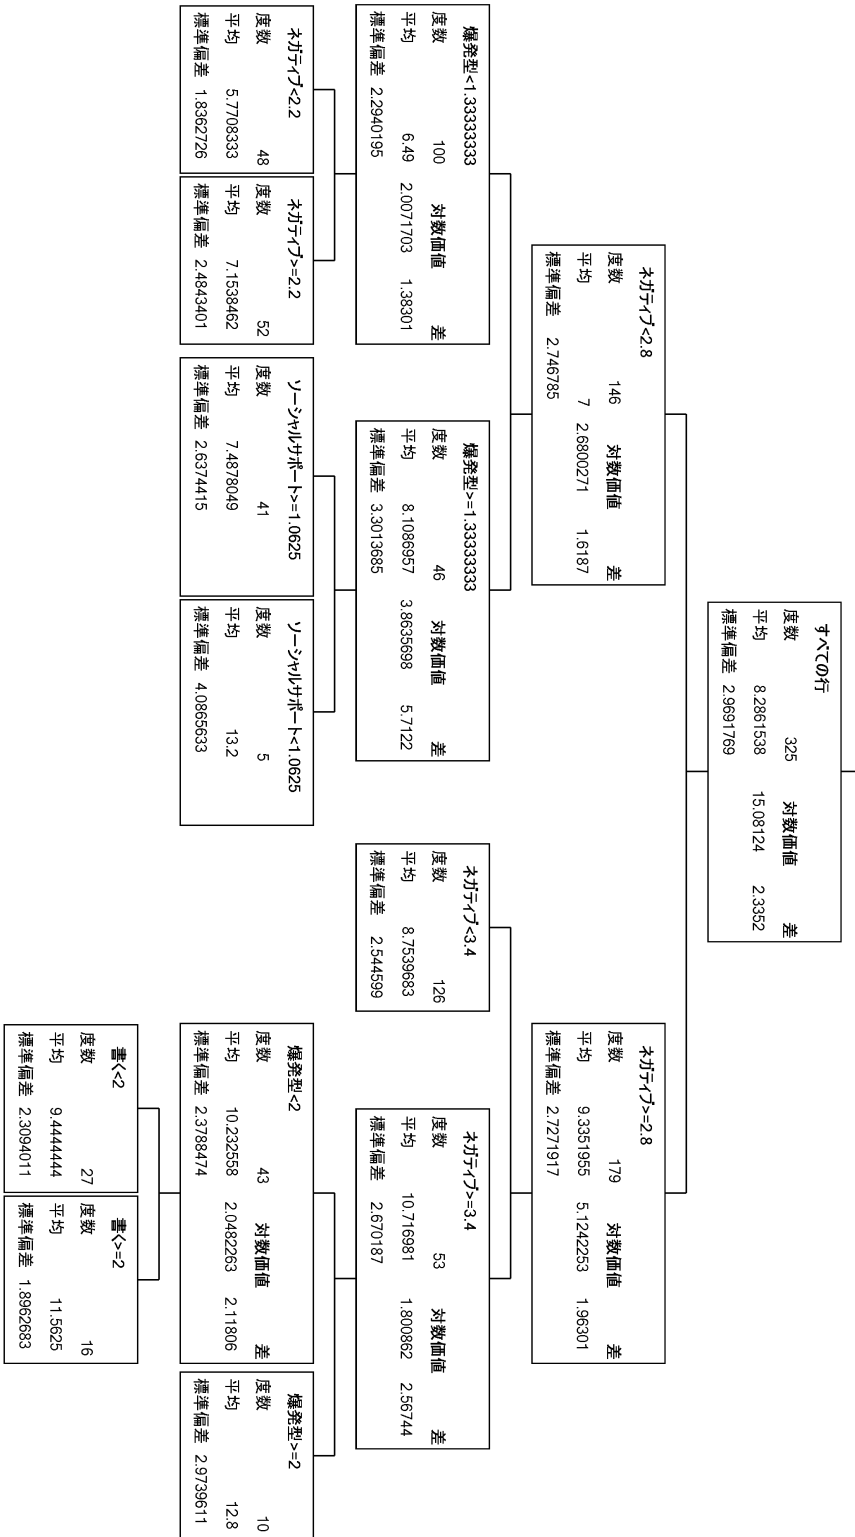 すべての行
度数 325 対数価値 差
平均 8.2861538 15.08124 2.3352
標準偏差 2.9691769
ネガティブ<2.8
度数 146 対数価値 差
平均 7 2.6800271 1.6187
標準偏差 2.746785
ネガティブ>=2.8
度数 179 対数価値 差
平均 9.3351955 5.1242253 1.96301
標準偏差 2.7271917
爆発型<1.33333333
度数 100 対数価値 差
平均 6.49 2.0071703 1.38301
標準偏差 2.2940195
爆発型>=1.33333333
度数 46 対数価値 差
平均 8.1086957 3.8635698 5.7122
標準偏差 3.3013685
ネガティブ<3.4
度数 126
平均 8.7539683
標準偏差 2.544599
ネガティブ>=3.4
度数 53 対数価値 差
平均 10.716981 1.800862 2.56744
標準偏差 2.670187
ネガティブ<2.2
度数 48
平均 5.7708333
標準偏差 1.8362726
ネガティブ>=2.2
度数 52
平均 7.1538462
標準偏差 2.4843401
ソーシャルサポート>=1.0625
度数 41
平均 7.4878049
標準偏差 2.6374415
ソーシャルサポート<1.0625
度数 5
平均 13.2
標準偏差 4.0865633
爆発型<2
度数 43 対数価値 差
平均 10.232558 2.0482263 2.11806
標準偏差 2.3788474
爆発型>=2
度数 10
平均 12.8
標準偏差 2.9739611
書く<2
度数 27
平均 9.4444444
標準偏差 2.3094011
書く>=2
度数 16
平均 11.5625
標準偏差 1.8962683